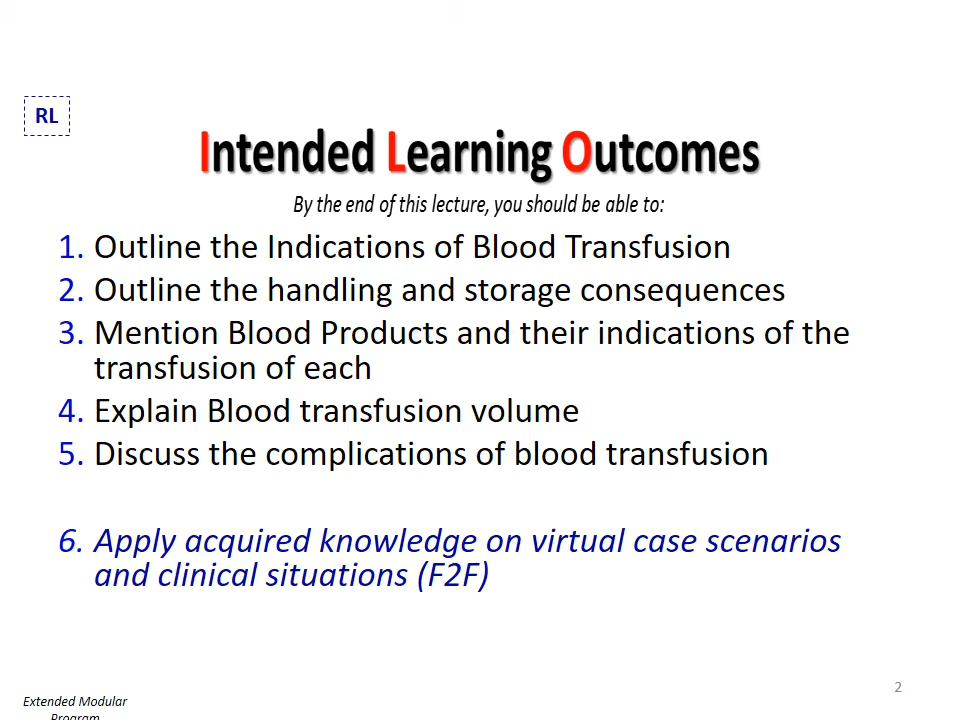 RL
Intended Learning Outcomes
By the end of this lecture, you should be able to:
1. Outline the Indications of Blood Transfusion
2. Outline the handling and storage consequences
3. Mention Blood Products and their indications of the
transfusion of each
4. Explain Blood transfusion volume
5. Discuss the complications of blood transfusion
6. Apply acquired knowledge on virtual case scenarios
and clinical situations (F2F)
2
Extended Modular
Program